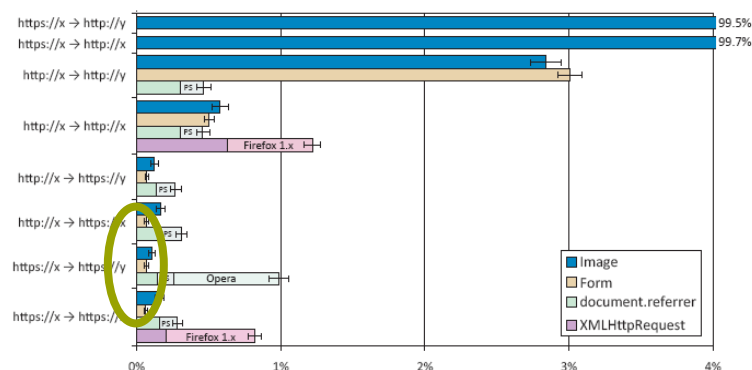 https://x → http://y
99.5%
https://x → http://x
99.7%
http://x → http://y
PS
http://x → http://x
PS
Firefox 1.x
http://x → https://y
PS
http://x → https://x
PS
https://x → https://y
PS
Opera
https://x → https://
PS
Firefox 1.x
Image
Form
document.referrer
XMLHttpRequest
0%
1%
2%
3%
4%